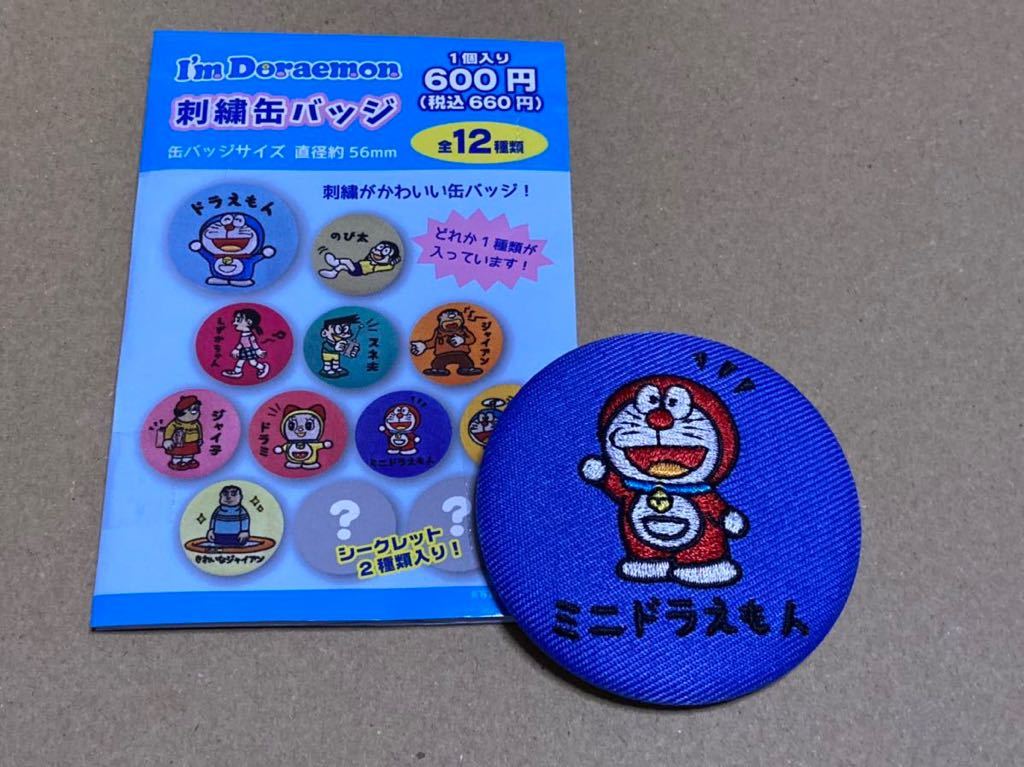 I'm Doraemon
1個入り
600円
(税込660円)
刺繍缶バッジ
缶バッジサイズ 直径約56mm
全12種類
刺繍がかわいい缶バッジ!
どれか1種類が
入っています!
ドラえもん
のび太
しずかちゃん
スネ夫
ジャイアン
ジャイ子
ドラミ
ミニドラえもん
きれいなジャイアン
?
?
シークレット
2種類入り!
ミニドラえもん